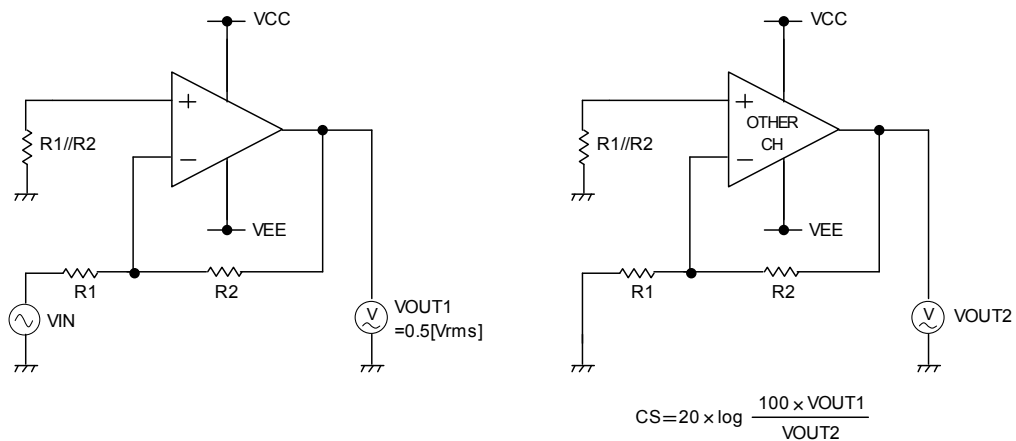 VCC
+
R1//R2
−
VEE
R1
R2
VIN
V
VOUT1
=0.5[Vrms]
VCC
+
OTHER
CH
R1//R2
−
VEE
R1
R2
V
VOUT2
CS=20×log 100×VOUT1
VOUT2